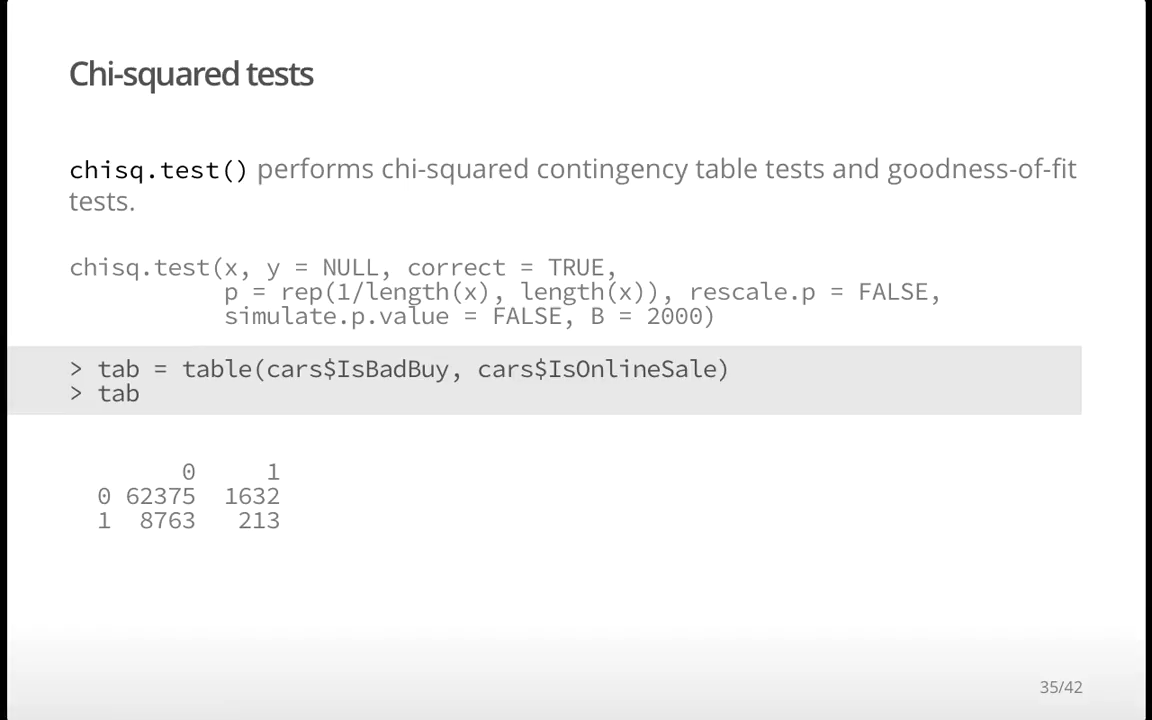 Chi-squared tests
chisq.test() performs chi-squared contingency table tests and goodness-of-fit
tests.
chisq.test(x, y = NULL, correct = TRUE,
           p = rep(1/length(x), length(x)), rescale.p = FALSE,
           simulate.p.value = FALSE, B = 2000)
> tab = table(cars$IsBadBuy, cars$IsOnlineSale)
> tab
        0     1
  0 62375  1632
  1  8763   213
35/42